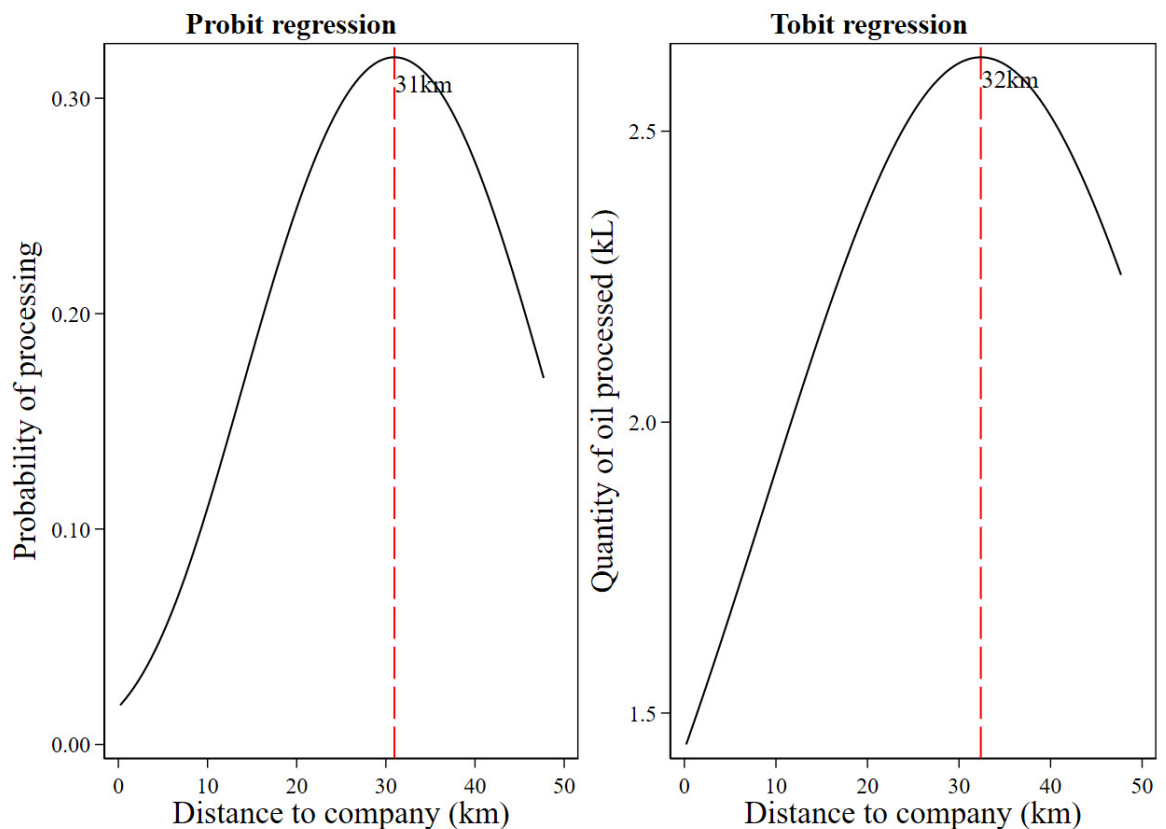 Probit regression
31km
0.30
0.20
0.10
0.00
Probability of processing
0 10 20 30 40 50
Distance to company (km)
Tobit regression
32km
2.5
2.0
1.5
Quantity of oil processed (kL)
0 10 20 30 40 50
Distance to company (km)